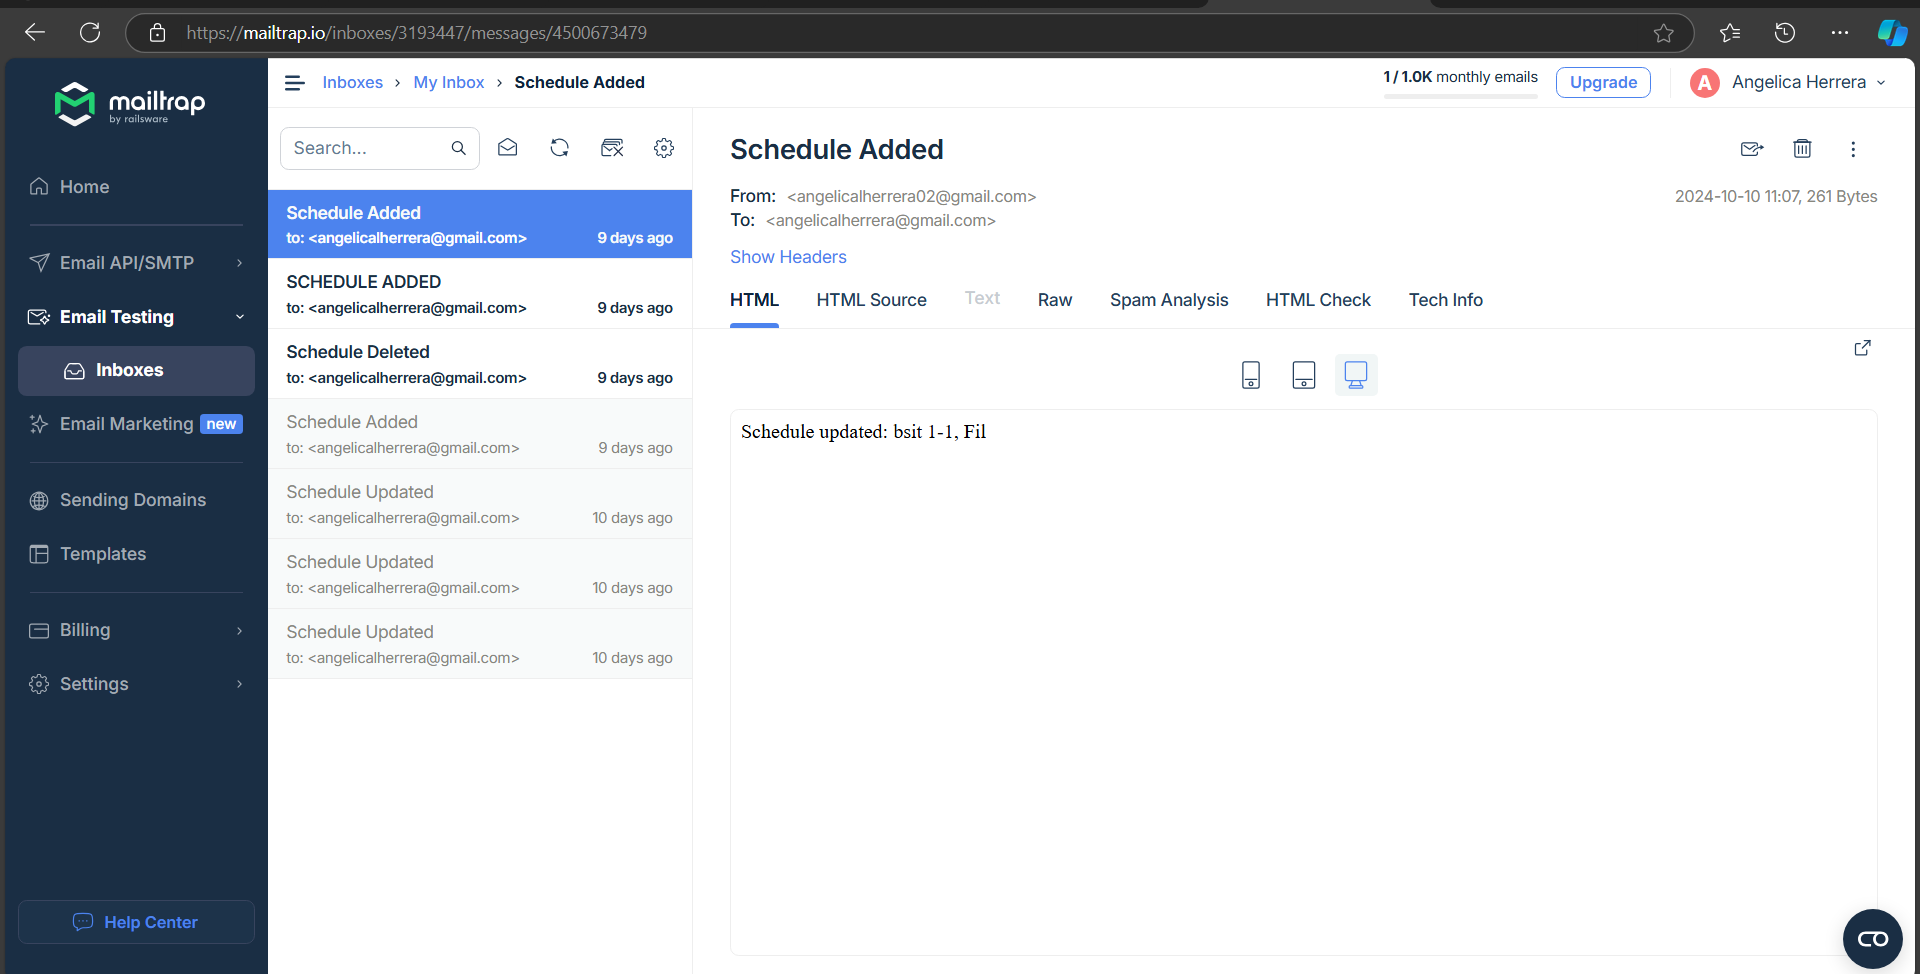 https://mailtrap.io/inboxes/3193447/messages/4500673479
mailtrap
by railsware
Home
Email API/SMTP
Email Testing
Inboxes
Email Marketing new
Sending Domains
Templates
Billing
Settings
Help Center
Inboxes › My Inbox › Schedule Added
1 / 1.0K monthly emails
Upgrade
A Angelica Herrera
Search...
Schedule Added
to: <angelicalherrera@gmail.com> 9 days ago
SCHEDULE ADDED
to: <angelicalherrera@gmail.com> 9 days ago
Schedule Deleted
to: <angelicalherrera@gmail.com> 9 days ago
Schedule Added
to: <angelicalherrera@gmail.com> 9 days ago
Schedule Updated
to: <angelicalherrera@gmail.com> 10 days ago
Schedule Updated
to: <angelicalherrera@gmail.com> 10 days ago
Schedule Updated
to: <angelicalherrera@gmail.com> 10 days ago
Schedule Added
From: <angelicalherrera02@gmail.com> 2024-10-10 11:07, 261 Bytes
To: <angelicalherrera@gmail.com>
Show Headers
HTML HTML Source Text Raw Spam Analysis HTML Check Tech Info
Schedule updated: bsit 1-1, Fil